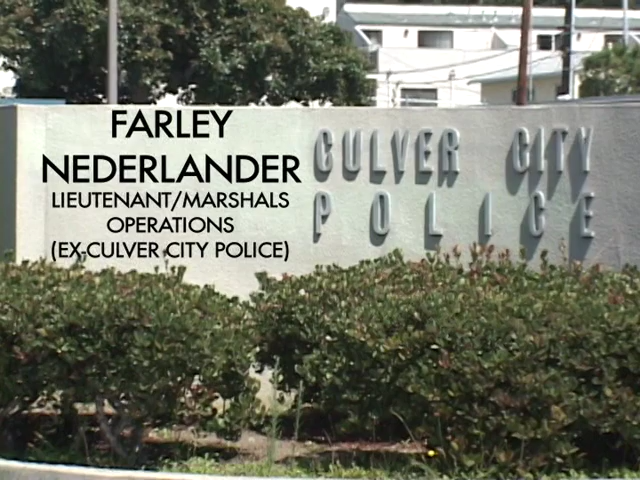 FARLEY
NEDERLANDER
LIEUTENANT/MARSHALS
OPERATIONS
(EX-CULVER CITY POLICE)
CULVER CITY
POLICE